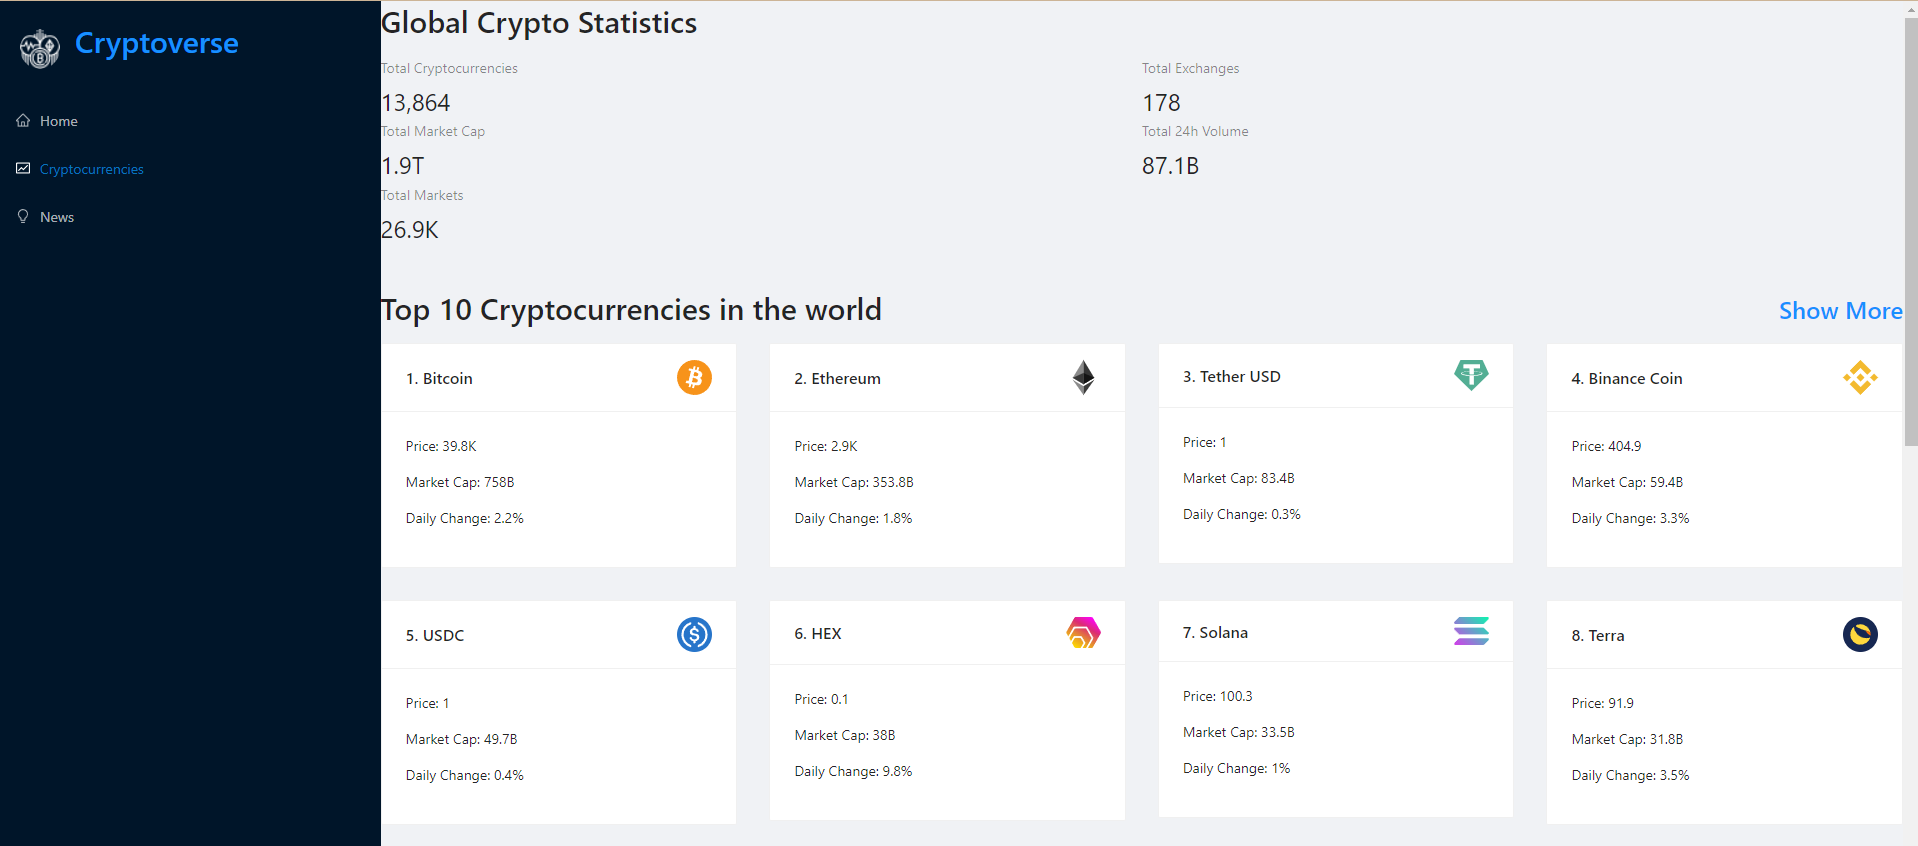 Cryptoverse
Home
Cryptocurrencies
News
Global Crypto Statistics
Total Cryptocurrencies
13,864
Total Exchanges
178
Total Market Cap
1.9T
Total 24h Volume
87.1B
Total Markets
26.9K
Top 10 Cryptocurrencies in the world
Show More
1. Bitcoin
Price: 39.8K
Market Cap: 758B
Daily Change: 2.2%
2. Ethereum
Price: 2.9K
Market Cap: 353.8B
Daily Change: 1.8%
3. Tether USD
Price: 1
Market Cap: 83.4B
Daily Change: 0.3%
4. Binance Coin
Price: 404.9
Market Cap: 59.4B
Daily Change: 3.3%
5. USDC
Price: 1
Market Cap: 49.7B
Daily Change: 0.4%
6. HEX
Price: 0.1
Market Cap: 38B
Daily Change: 9.8%
7. Solana
Price: 100.3
Market Cap: 33.5B
Daily Change: 1%
8. Terra
Price: 91.9
Market Cap: 31.8B
Daily Change: 3.5%